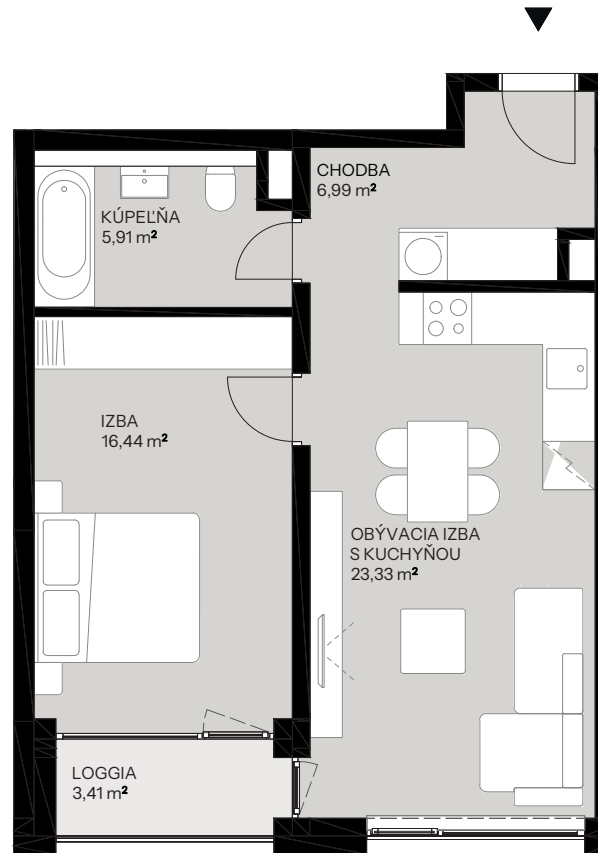 CHODBA
6,99 m²
KÚPEĽŇA
5,91 m²
IZBA
16,44 m²
OBÝVACIA IZBA
S KUCHYŇOU
23,33 m²
LOGGIA
3,41 m²